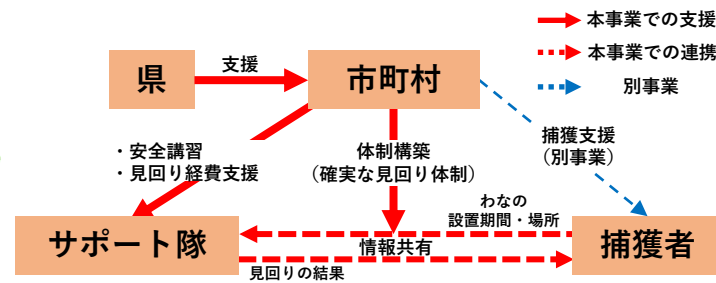 本事業での支援
本事業での連携
別事業
県
支援
市町村
・安全講習
・見回り経費支援
体制構築
(確実な見回り体制)
捕獲支援
(別事業)
わなの
設置期間・場所
サポート隊
情報共有
捕獲者
見回りの結果